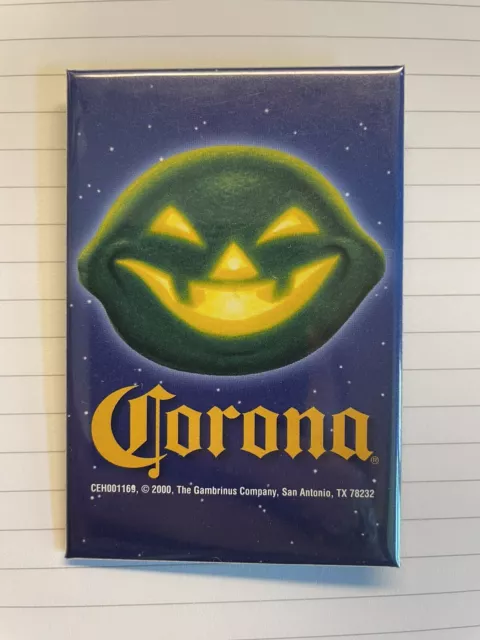 Corona®
CEH001169, © 2000, The Gambrinus Company, San Antonio, TX 78232